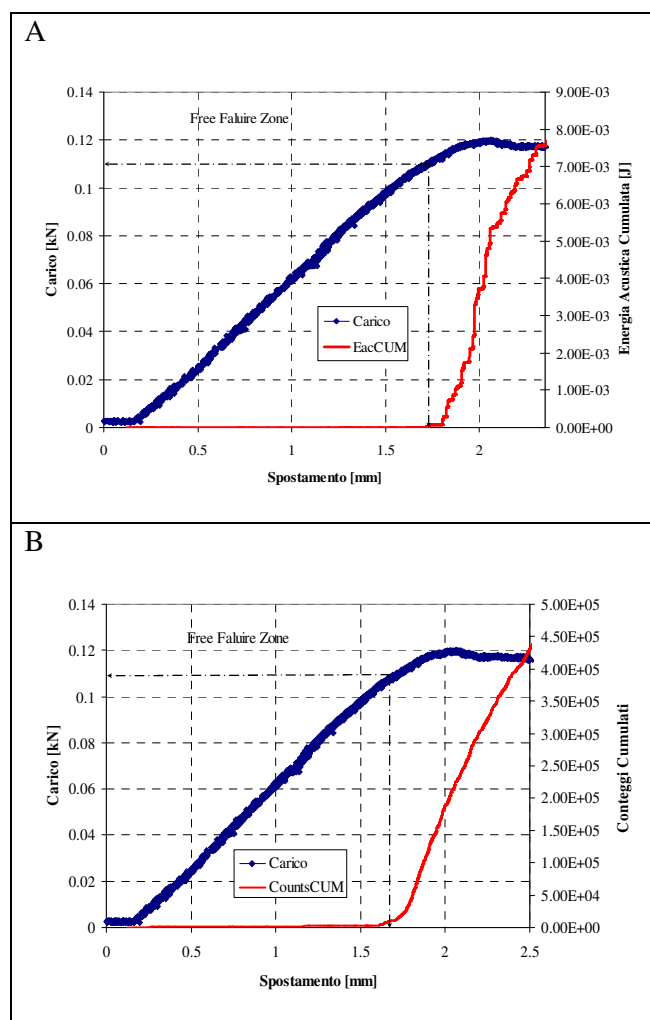 A
Free Faluire Zone
0.14
0.12
0.1
0.08
0.06
0.04
0.02
0
Carico [kN]
9.00E-03
8.00E-03
7.00E-03
6.00E-03
5.00E-03
4.00E-03
3.00E-03
2.00E-03
1.00E-03
0.00E+00
Energia Acustica Cumulata [J]
Carico
EacCUM
0 0.5 1 1.5 2
Spostamento [mm]
B
Free Faluire Zone
0.14
0.12
0.1
0.08
0.06
0.04
0.02
0
Carico [kN]
5.00E+05
4.50E+05
4.00E+05
3.50E+05
3.00E+05
2.50E+05
2.00E+05
1.50E+05
1.00E+05
5.00E+04
0.00E+00
Conteggi Cumulati
Carico
CountsCUM
0 0.5 1 1.5 2 2.5
Spostamento [mm]